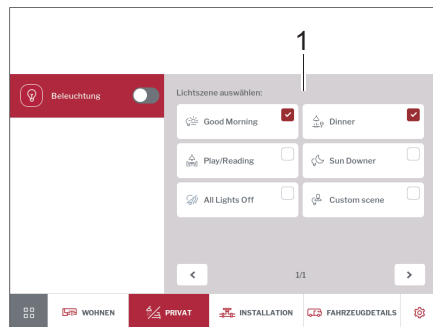 1
Beleuchtung
Lichtszene auswählen:
Good Morning
Dinner
Play/Reading
Sun Downer
All Lights Off
Custom scene
1/1
WOHNEN
PRIVAT
INSTALLATION
FAHRZEUGDETAILS